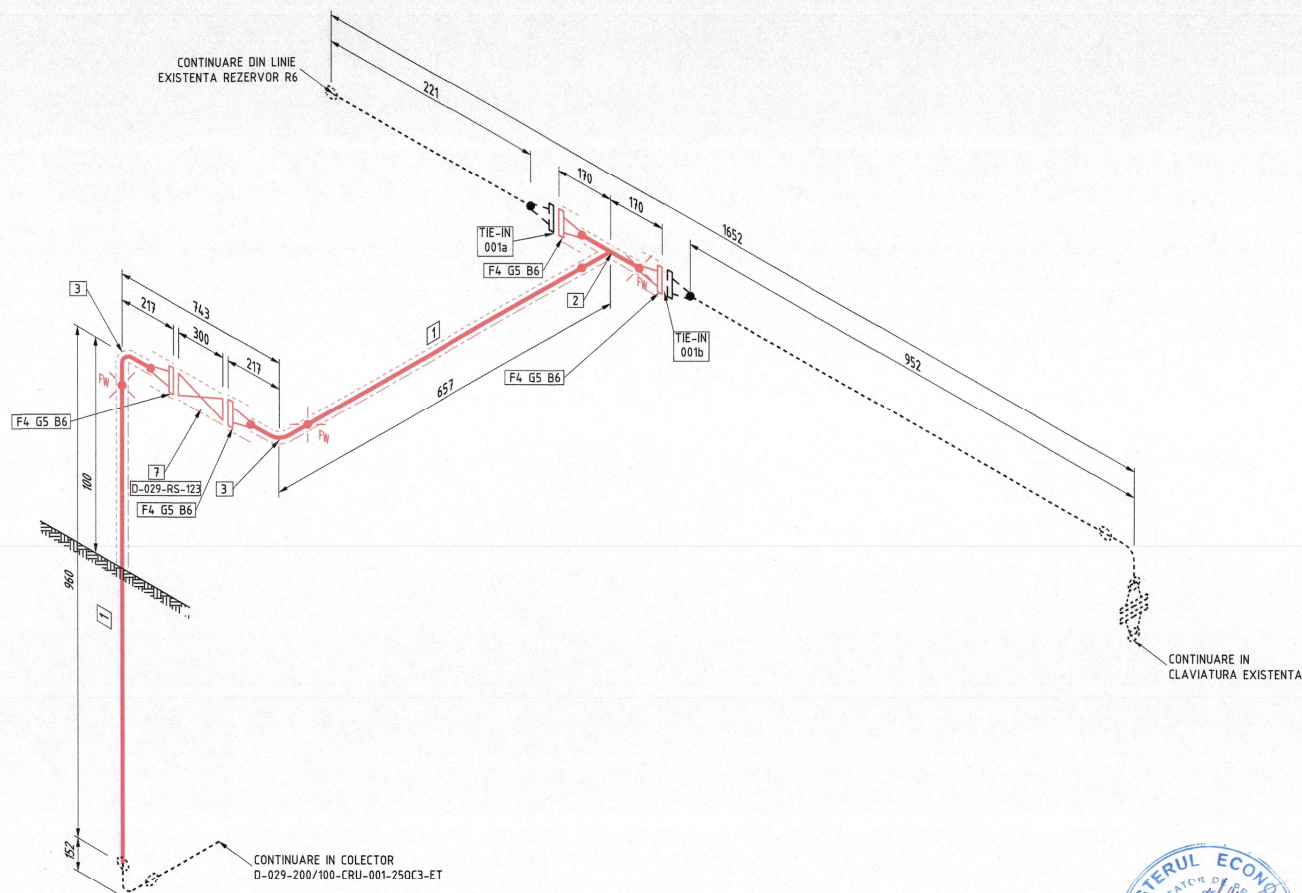 CONTINUARE DIN LINIE
EXISTENTA REZERVOR R6
221
170
170
1652
TIE-IN
001a
F4 G5 B6
FW
2
TIE-IN
001b
F4 G5 B6
952
3
743
217
300
217
1
657
FW
F4 G5 B6
FW
7
D-029-RS-123
3
F4 G5 B6
100
960
1
CONTINUARE IN
CLAVIATURA EXISTENTA
152
CONTINUARE IN COLECTOR
D-029-200/100-CRU-001-250C3-ET